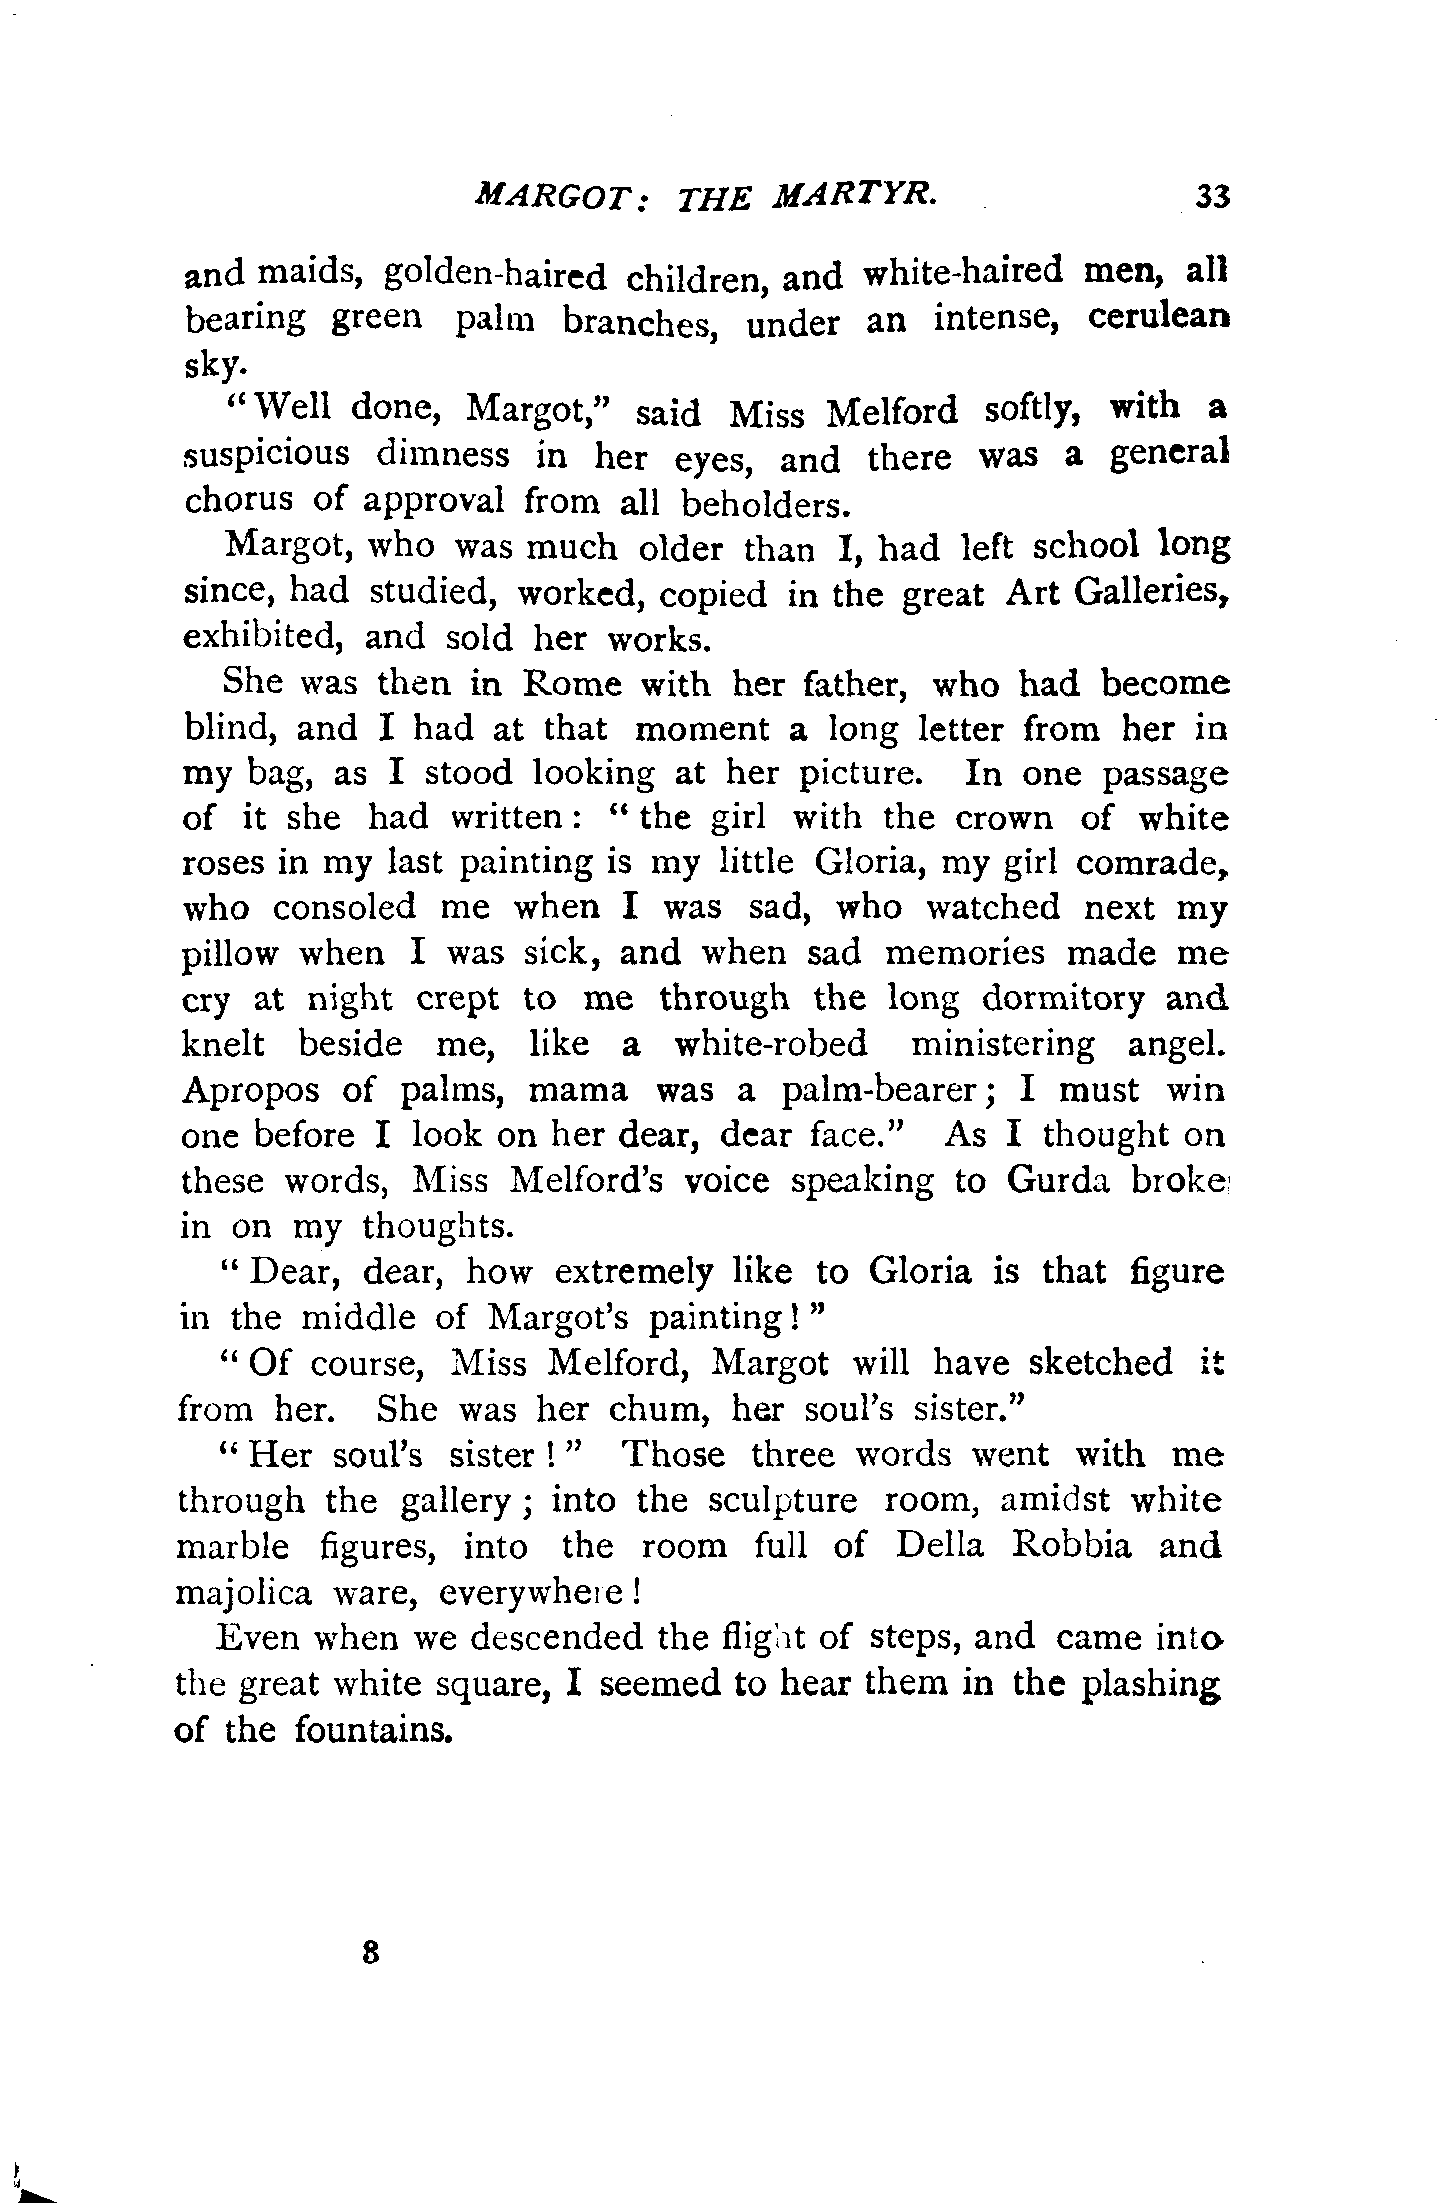 MARGOT: THE MARTYR. 33
and maids, golden-haired children, and white-haired men, all
bearing green palm branches, under an intense, cerulean
sky.
"Well done, Margot," said Miss Melford softly, with a
suspicious dimness in her eyes, and there was a general
chorus of approval from all beholders.
Margot, who was much older than I, had left school long
since, had studied, worked, copied in the great Art Galleries,
exhibited, and sold her works.
She was then in Rome with her father, who had become
blind, and I had at that moment a long letter from her in
my bag, as I stood looking at her picture. In one passage
of it she had written: "the girl with the crown of white
roses in my last painting is my little Gloria, my girl comrade,
who consoled me when I was sad, who watched next my
pillow when I was sick, and when sad memories made me
cry at night crept to me through the long dormitory and
knelt beside me, like a white-robed ministering angel.
Apropos of palms, mama was a palm-bearer; I must win
one before I look on her dear, dear face." As I thought on
these words, Miss Melford's voice speaking to Gurda broke
in on my thoughts.
"Dear, dear, how extremely like to Gloria is that figure
in the middle of Margot's painting!"
"Of course, Miss Melford, Margot will have sketched it
from her. She was her chum, her soul's sister."
"Her soul's sister!" Those three words went with me
through the gallery; into the sculpture room, amidst white
marble figures, into the room full of Della Robbia and
majolica ware, everywhere!
Even when we descended the flight of steps, and came into
the great white square, I seemed to hear them in the plashing
of the fountains.
8